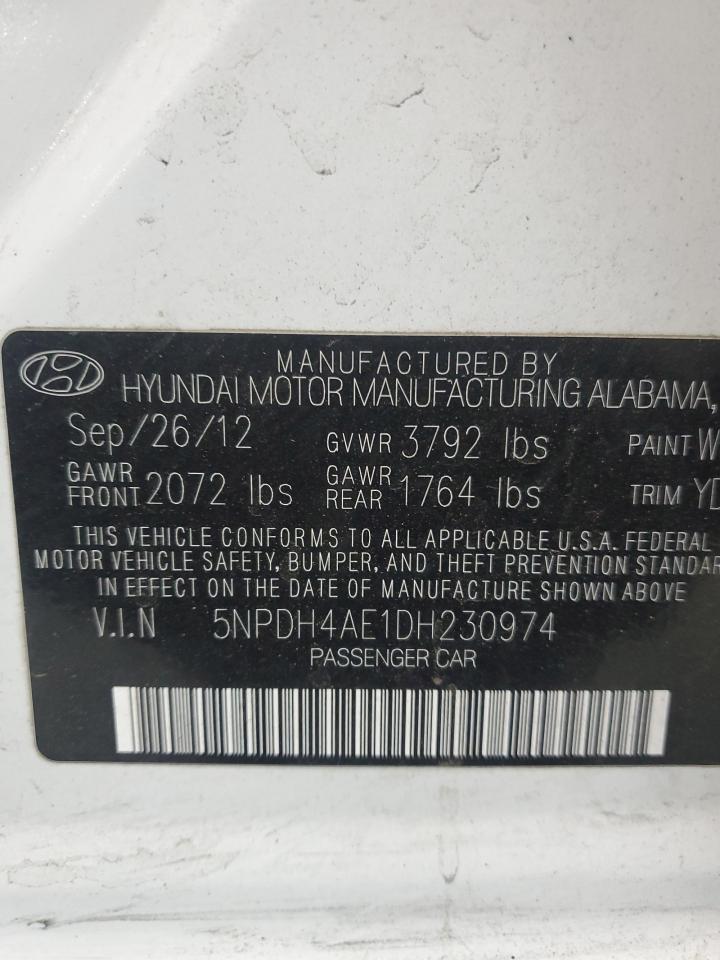 MANUFACTURED BY
HYUNDAI MOTOR MANUFACTURING ALABAMA,
Sep/26/12 GVWR 3792 lbs PAINT W
GAWR FRONT 2072 lbs GAWR REAR 1764 lbs TRIM YD
THIS VEHICLE CONFORMS TO ALL APPLICABLE U.S.A. FEDERAL
MOTOR VEHICLE SAFETY, BUMPER, AND THEFT PREVENTION STANDAR
IN EFFECT ON THE DATE OF MANUFACTURE SHOWN ABOVE
V.I.N 5NPDH4AE1DH230974
PASSENGER CAR